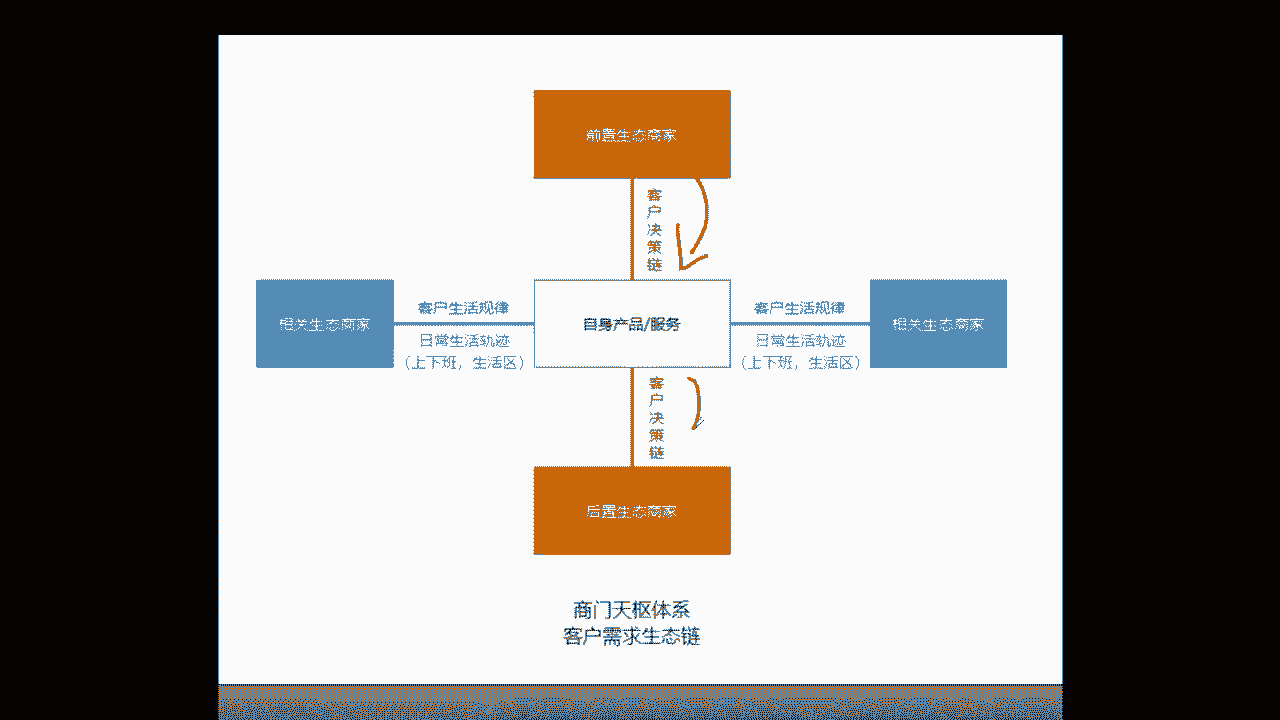 前置生态商家
客户决策链
相关生态商家
客户生活规律
日常生活轨迹
（上下班，生活区）
自身产品/服务
客户生活规律
日常生活轨迹
（上下班，生活区）
相关生态商家
客户决策链
后置生态商家
商门天枢体系
客户需求生态链